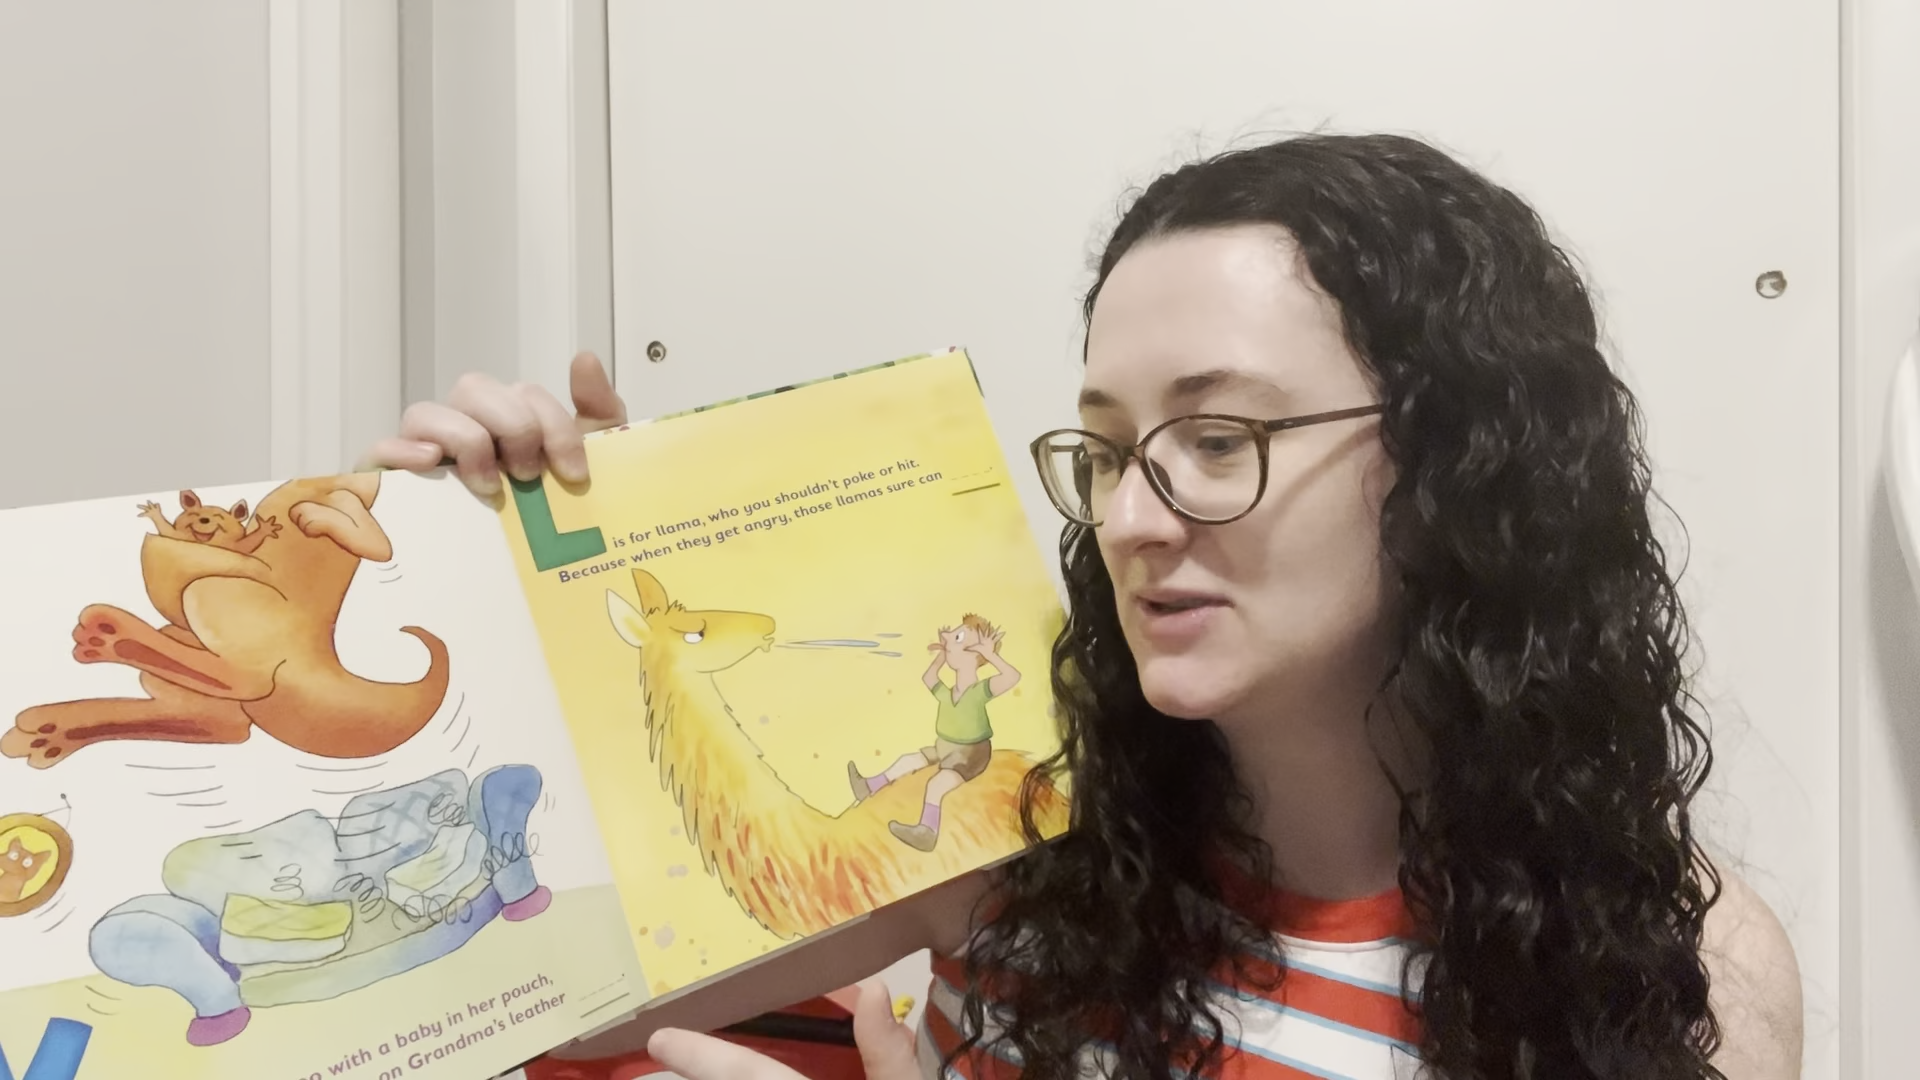 o with a baby in her pouch,
on Grandma's leather
L
is for llama, who you shouldn't poke or hit.
Because when they get angry, those llamas sure can